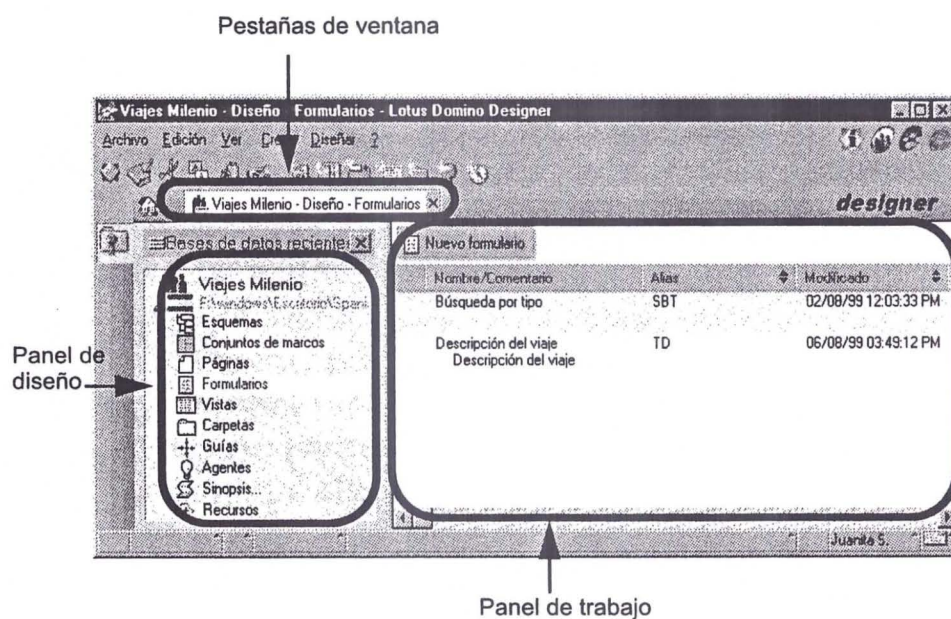 Pestañas de ventana
Viajes Milenio - Diseño - Formularios - Lotus Domino Designer
Archivo Edición Ver Diseñar ?
Viajes Milenio - Diseño - Formularios
designer
Bases de datos recientes
Nuevo formulario
Nombre/Comentario Alias Modificado
Viajes Milenio
Búsqueda por tipo SBT 02/08/99 12:03:33 PM
Esquemas
Conjuntos de marcos
Descripción del viaje TD 06/08/99 03:49:12 PM
Descripción del viaje
Páginas
Panel de
diseño
Formularios
Vistas
Carpetas
Guías
Agentes
Sinopsis...
Recursos
Juanita S.
Panel de trabajo